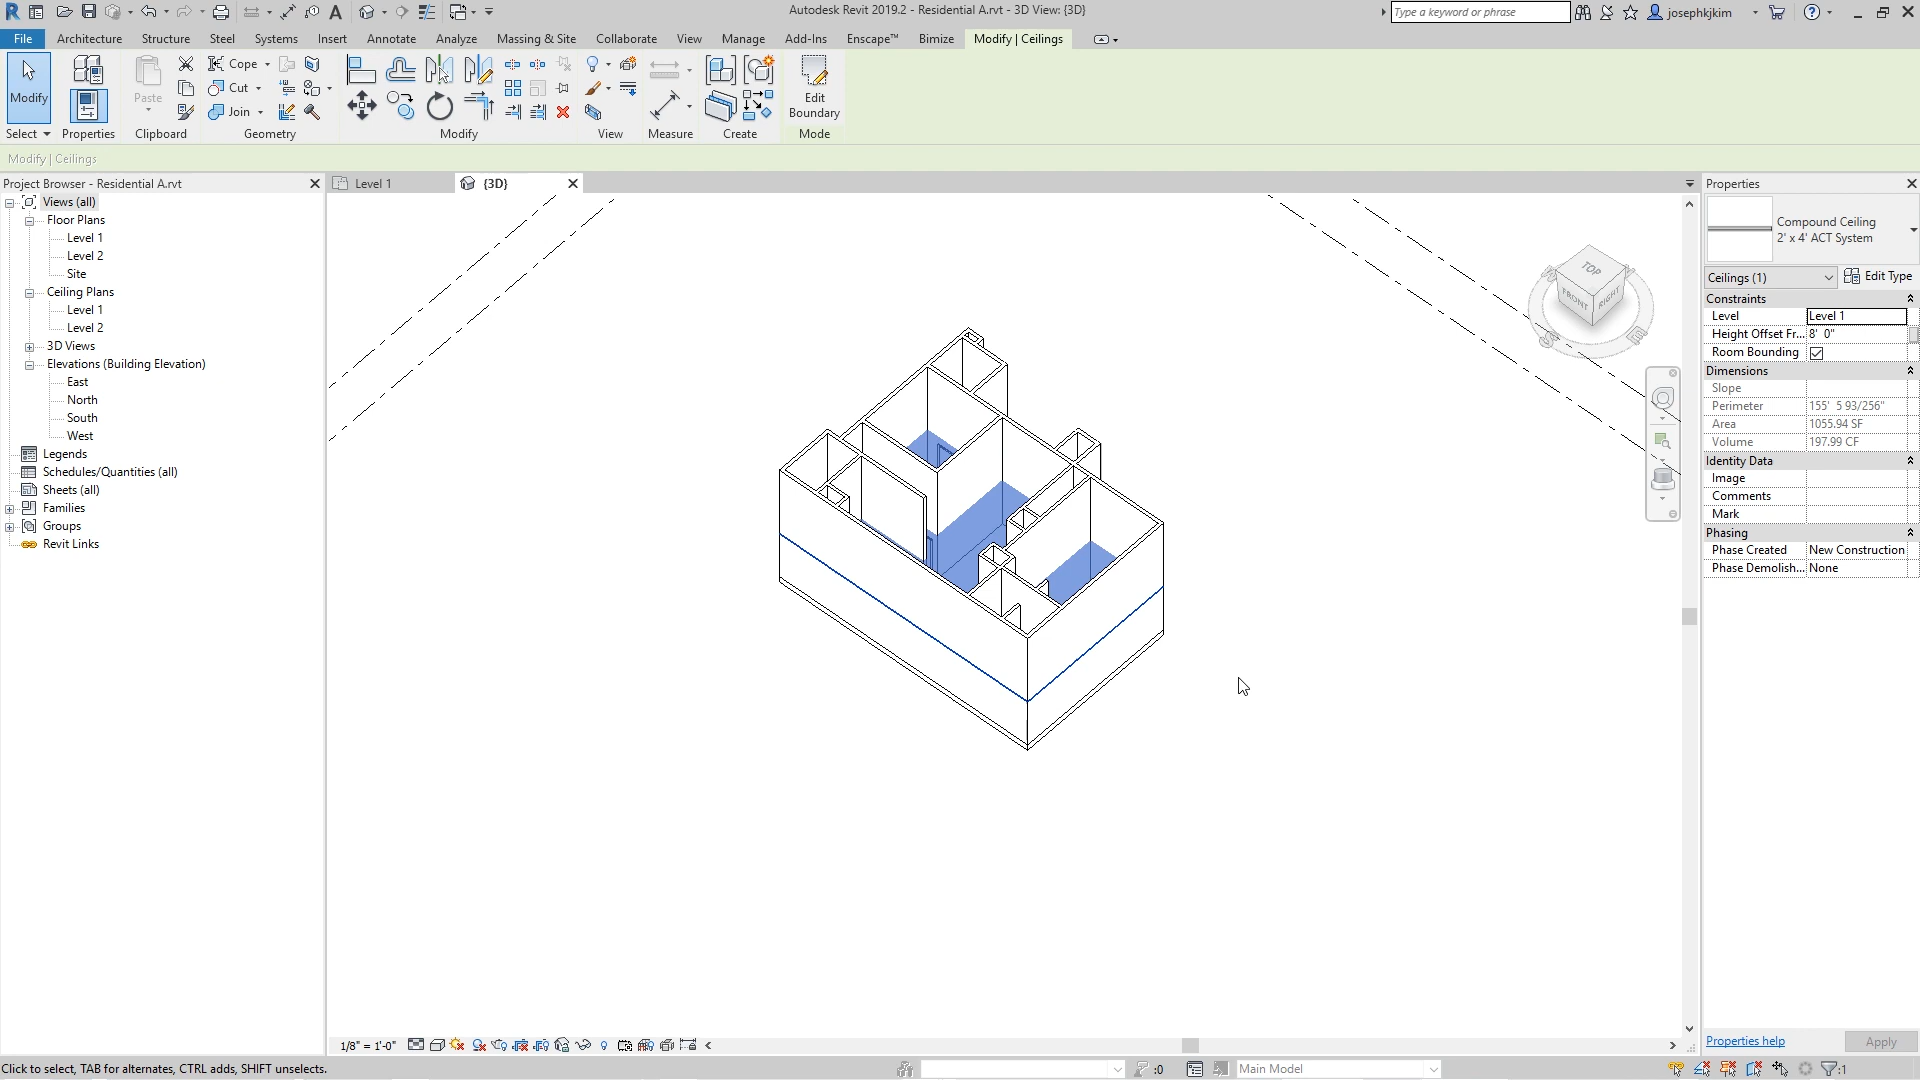 Autodesk Revit 2019.2 - Residential A.rvt - 3D View: {3D}
Type a keyword or phrase
josephkjkim
File Architecture Structure Steel Systems Insert Annotate Analyze Massing & Site Collaborate View Manage Add-Ins Enscape™ Bimize Modify | Ceilings
Modify
Paste
Cope
Cut
Join
Edit
Boundary
Select Properties Clipboard Geometry Modify View Measure Create Mode
Modify | Ceilings
Project Browser - Residential A.rvt
Views (all)
Floor Plans
Level 1
Level 2
Site
Ceiling Plans
Level 1
Level 2
3D Views
Elevations (Building Elevation)
East
North
South
West
Legends
Schedules/Quantities (all)
Sheets (all)
Families
Groups
Revit Links
Level 1
{3D}
TOP
FRONT
RIGHT
Properties
Compound Ceiling
2' x 4' ACT System
Ceilings (1)
Edit Type
Constraints
Level Level 1
Height Offset Fr... 8' 0"
Room Bounding
Dimensions
Slope
Perimeter 155' 5 93/256"
Area 1055.94 SF
Volume 197.99 CF
Identity Data
Image
Comments
Mark
Phasing
Phase Created New Construction
Phase Demolish... None
Properties help
Apply
1/8" = 1'-0"
Click to select, TAB for alternates, CTRL adds, SHIFT unselects.
:0
Main Model
:1